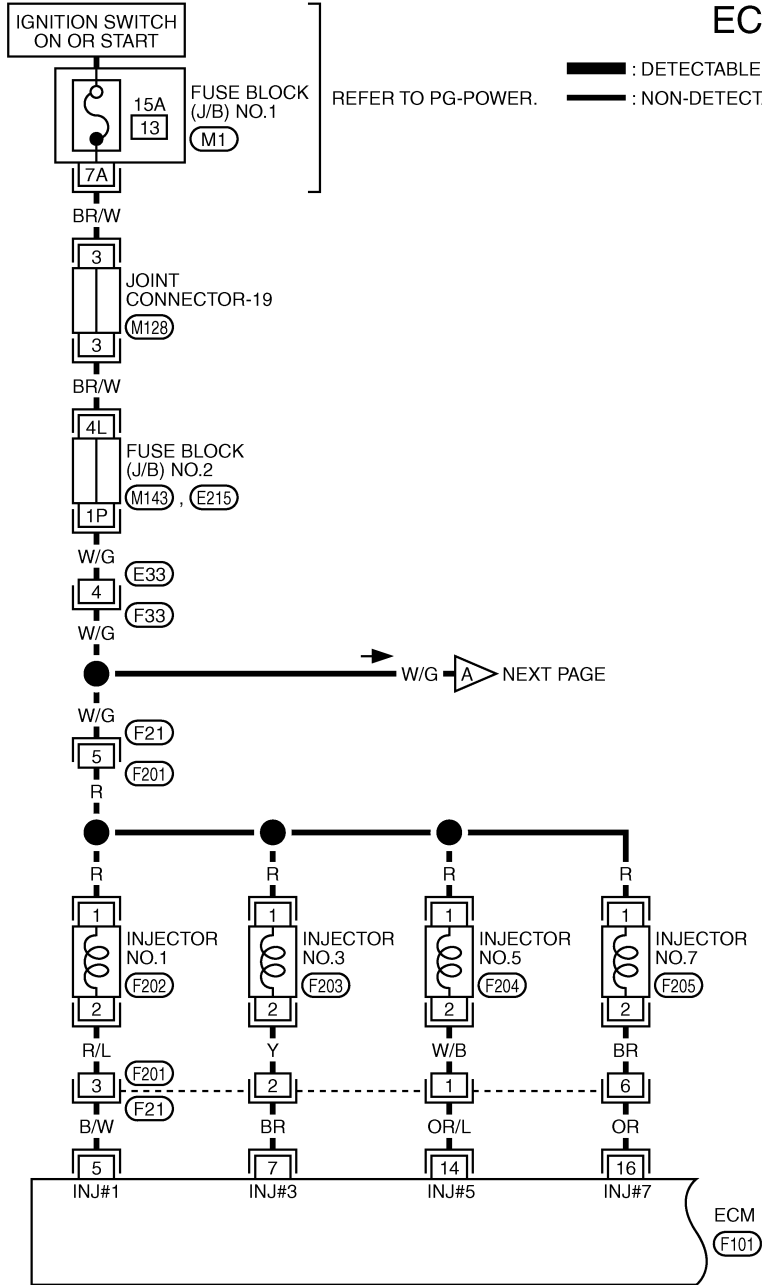 EC
IGNITION SWITCH
ON OR START
: DETECTABLE
: NON-DETECT
15A
13
FUSE BLOCK
(J/B) NO.1
M1
REFER TO PG-POWER.
7A
BR/W
3
JOINT
CONNECTOR-19
M128
3
BR/W
4L
FUSE BLOCK
(J/B) NO.2
M143 , E215
1P
W/G
E33
4
F33
W/G
W/G A NEXT PAGE
W/G
F21
5
F201
R
R R R R
1 1 1 1
INJECTOR
NO.1
F202
INJECTOR
NO.3
F203
INJECTOR
NO.5
F204
INJECTOR
NO.7
F205
2 2 2 2
R/L Y W/B BR
F201
3 2 1 6
F21
B/W BR OR/L OR
5 7 14 16
INJ#1 INJ#3 INJ#5 INJ#7
ECM
F101